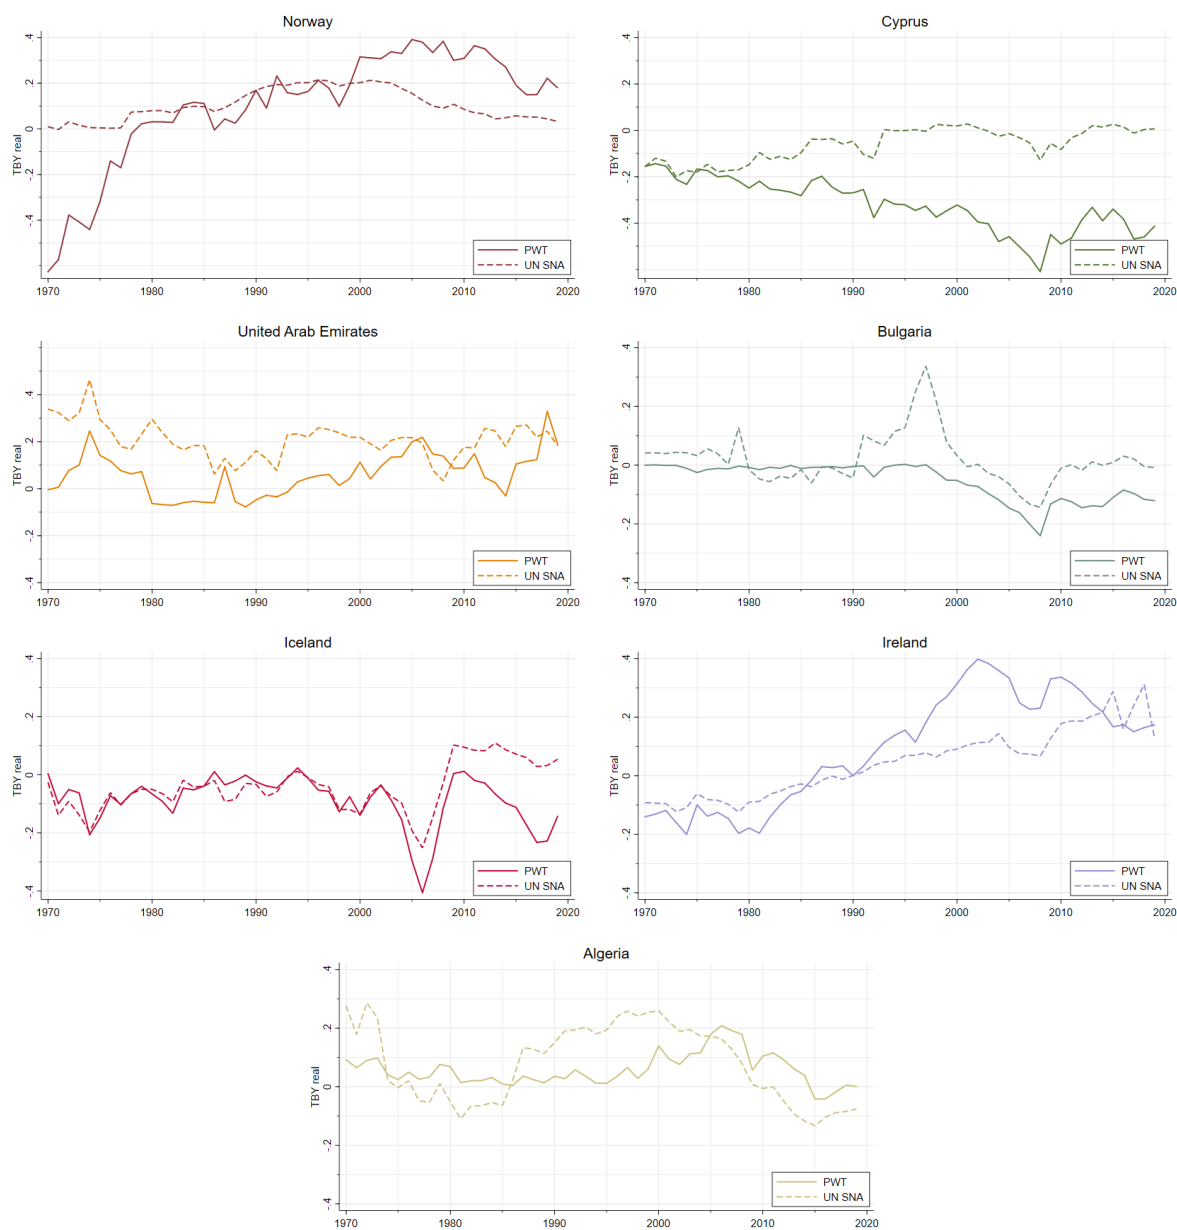 Norway
Cyprus
TBY real
-.4 -.2 0 .2 .4
PWT
UN SNA
1970 1980 1990 2000 2010 2020
TBY real
-.4 -.2 0 .2 .4
PWT
UN SNA
1970 1980 1990 2000 2010 2020
United Arab Emirates
Bulgaria
TBY real
-.4 -.2 0 .2 .4
PWT
UN SNA
1970 1980 1990 2000 2010 2020
TBY real
-.4 -.2 0 .2 .4
PWT
UN SNA
1970 1980 1990 2000 2010 2020
Iceland
Ireland
TBY real
-.4 -.2 0 .2 .4
PWT
UN SNA
1970 1980 1990 2000 2010 2020
TBY real
-.4 -.2 0 .2 .4
PWT
UN SNA
1970 1980 1990 2000 2010 2020
Algeria
TBY real
-.4 -.2 0 .2 .4
PWT
UN SNA
1970 1980 1990 2000 2010 2020